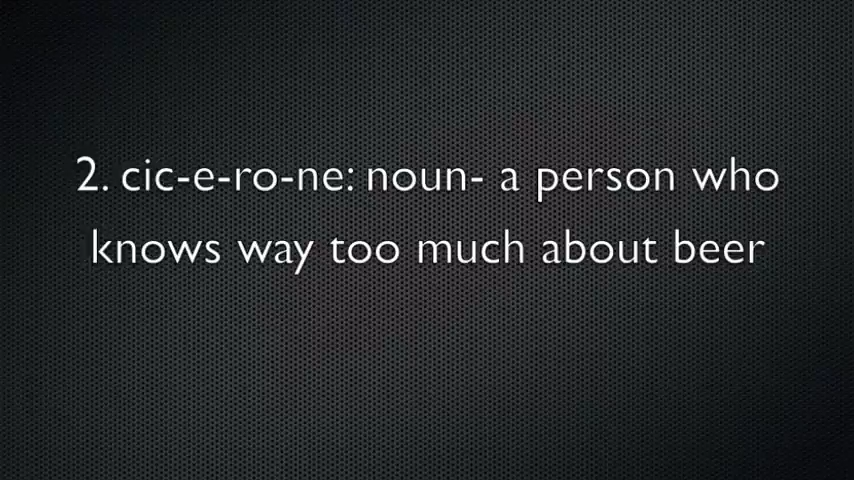 2. cic-e-ro-ne: noun- a person who
knows way too much about beer